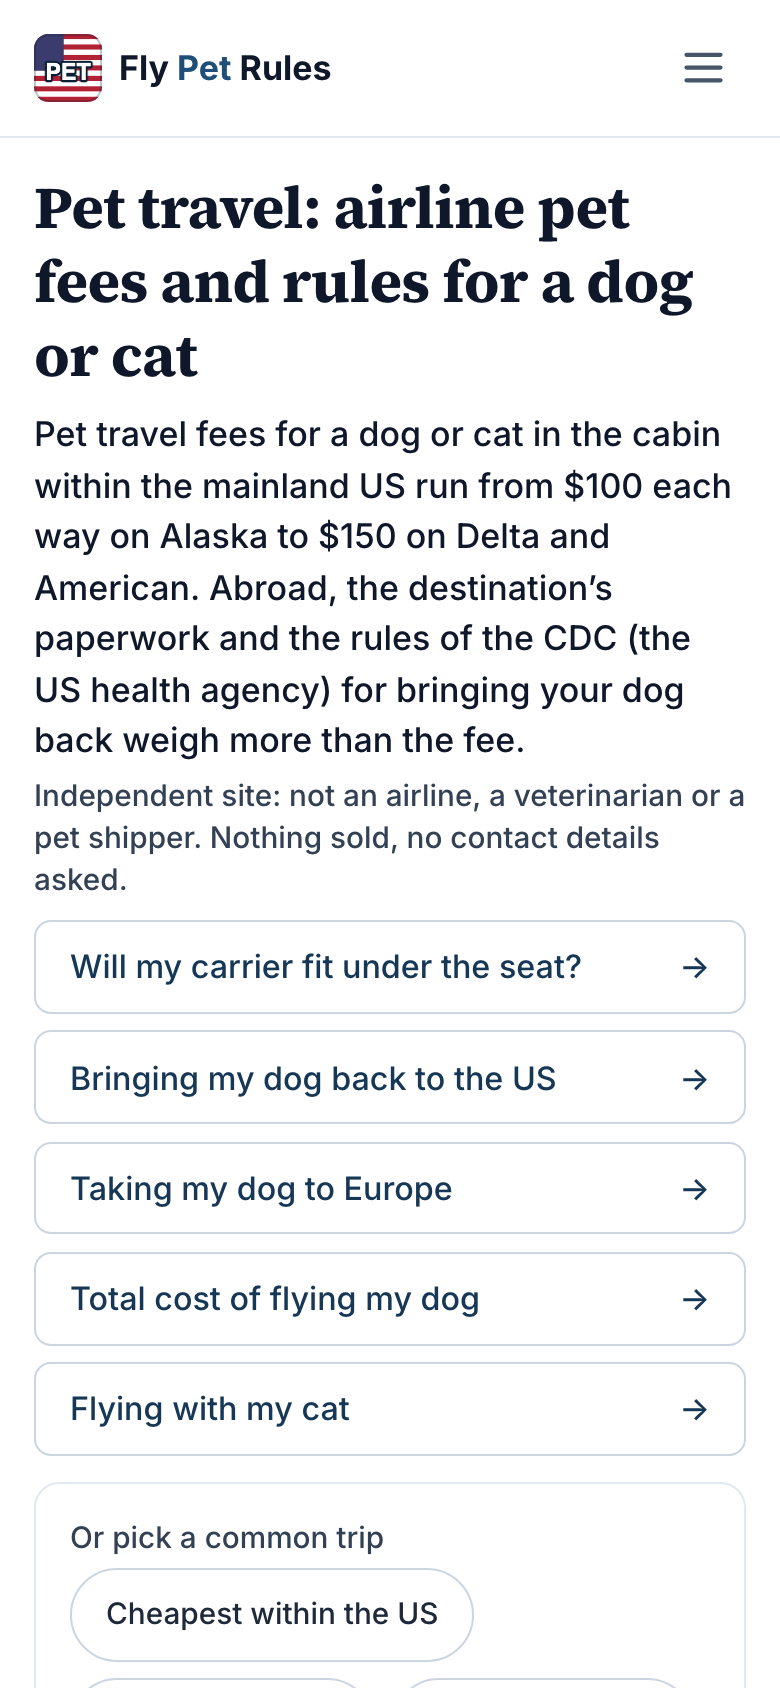 PET
Fly Pet Rules
Pet travel: airline pet
fees and rules for a dog
or cat
Pet travel fees for a dog or cat in the cabin
within the mainland US run from $100 each
way on Alaska to $150 on Delta and
American. Abroad, the destination’s
paperwork and the rules of the CDC (the
US health agency) for bringing your dog
back weigh more than the fee.
Independent site: not an airline, a veterinarian or a
pet shipper. Nothing sold, no contact details
asked.
Will my carrier fit under the seat? →
Bringing my dog back to the US →
Taking my dog to Europe →
Total cost of flying my dog →
Flying with my cat →
Or pick a common trip
Cheapest within the US